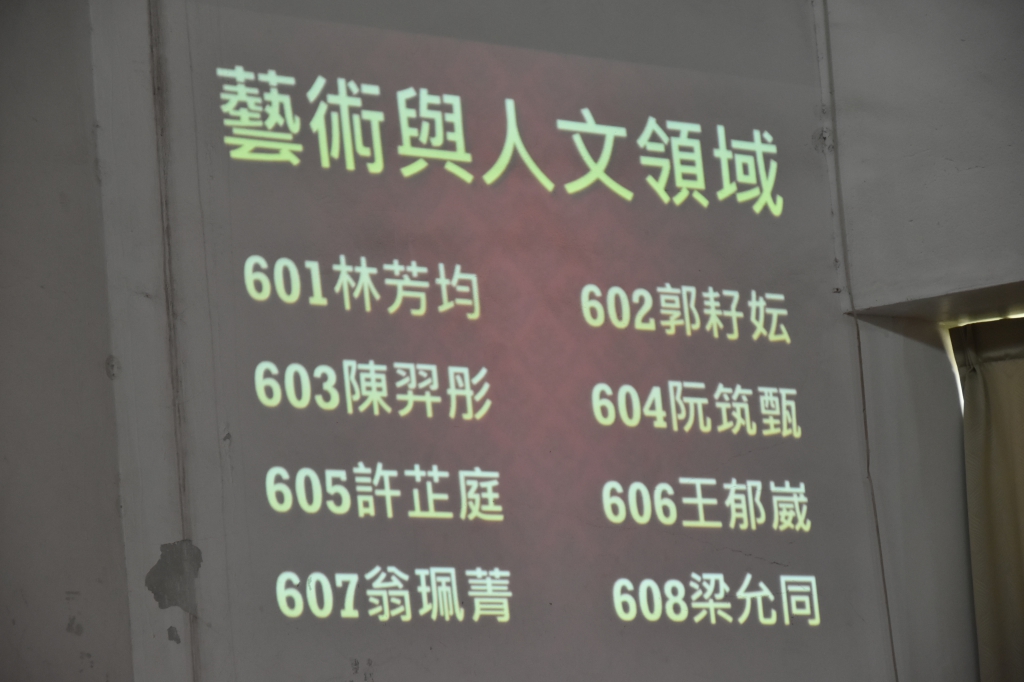 藝術與人文領域
601林芳均 602郭耔妘
603陳羿彤 604阮筑甄
605許芷庭 606王郁崴
607翁珮菁 608梁允同